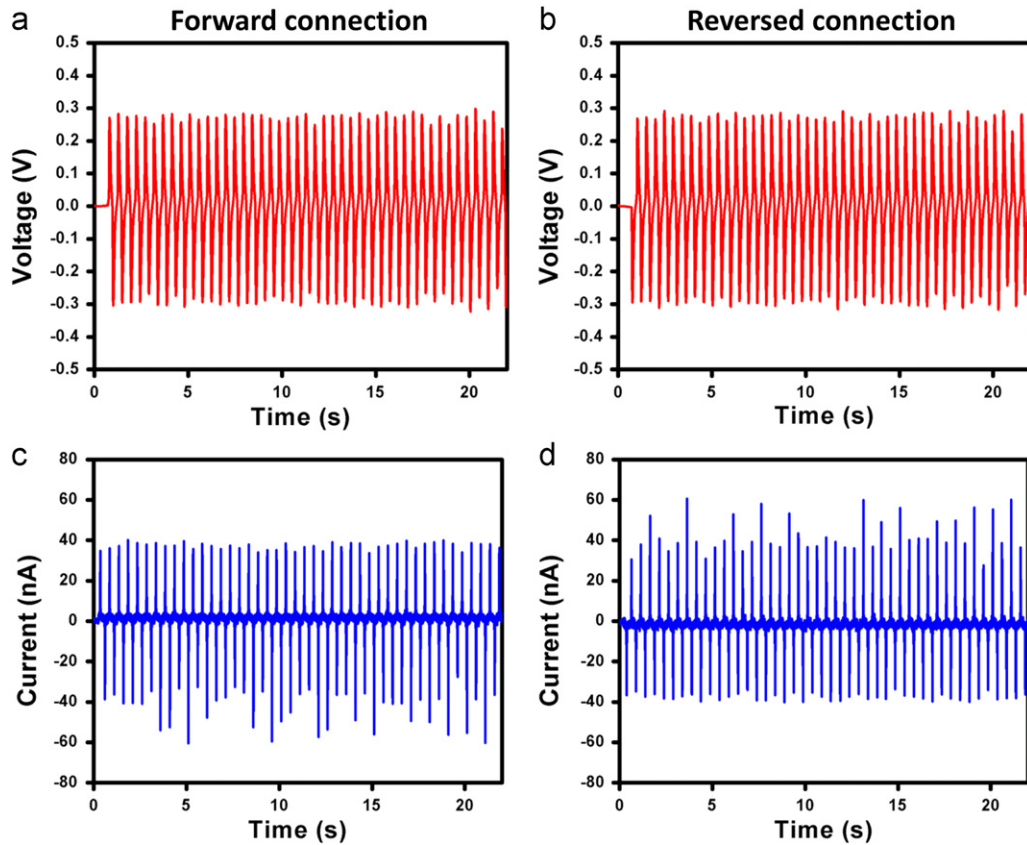 a Forward connection
b Reversed connection
0.5
0.4
0.3
0.2
0.1
0.0
-0.1
-0.2
-0.3
-0.4
-0.5
Voltage (V)
0 5 10 15 20
Time (s)
0.5
0.4
0.3
0.2
0.1
0.0
-0.1
-0.2
-0.3
-0.4
-0.5
Voltage (V)
0 5 10 15 20
Time (s)
c
80
60
40
20
0
-20
-40
-60
-80
Current (nA)
0 5 10 15 20
Time (s)
d
80
60
40
20
0
-20
-40
-60
-80
Current (nA)
0 5 10 15 20
Time (s)